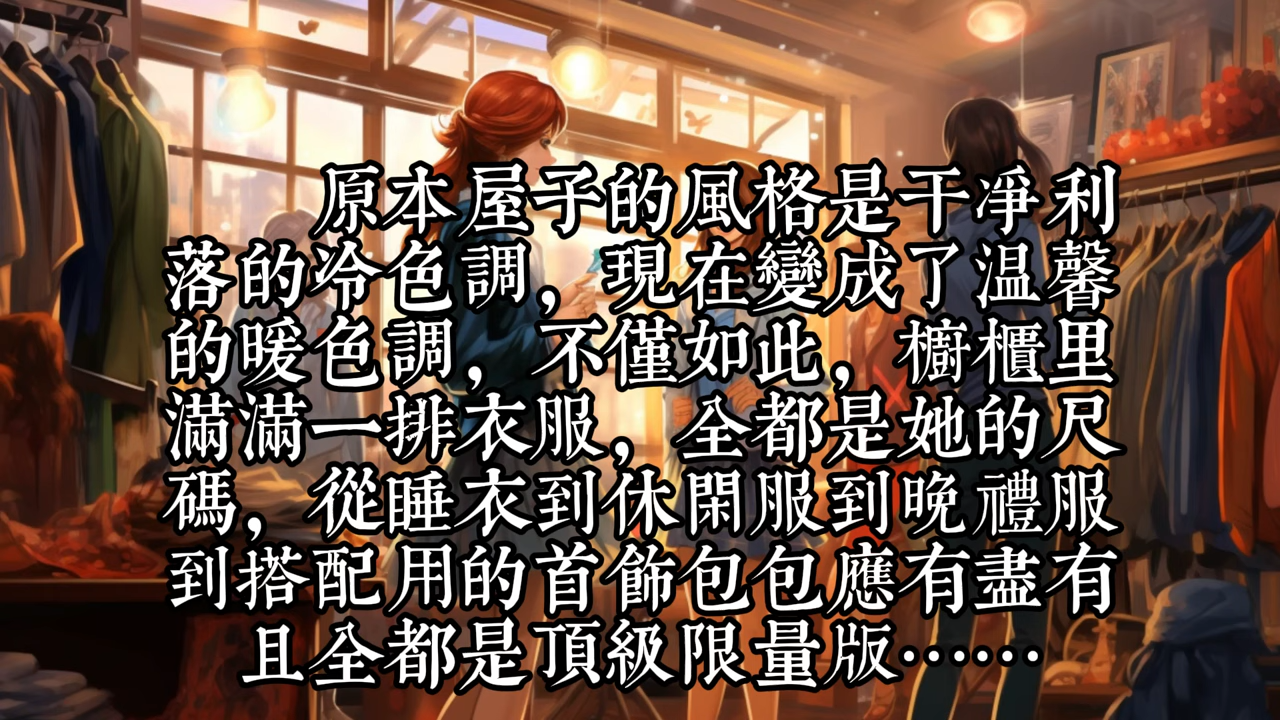 原本屋子的風格是干凈利
落的冷色調，現在變成了温馨
的暖色調，不僅如此，櫥櫃里
滿滿一排衣服，全都是她的尺
碼，從睡衣到休閑服到晚禮服
到搭配用的首飾包包應有盡有
且全都是頂級限量版……